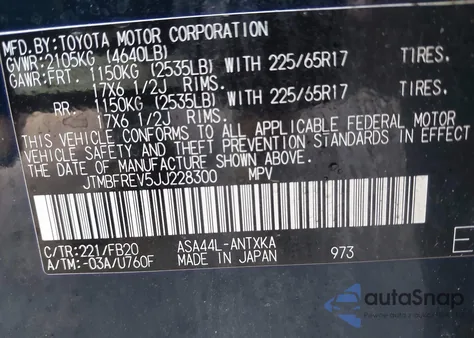 MFD.BY:TOYOTA MOTOR CORPORATION
GVWR:2105KG (4640LB)
GAWR:FRT. 1150KG (2535LB) WITH 225/65R17 TIRES.
17X6 1/2J RIMS.
RR. 1150KG (2535LB) WITH 225/65R17 TIRES.
17X6 1/2J RIMS.
THIS VEHICLE CONFORMS TO ALL APPLICABLE FEDERAL MOTOR
VEHICLE SAFETY AND THEFT PREVENTION STANDARDS IN EFFECT ON
THE DATE OF MANUFACTURE SHOWN ABOVE.
JTMBFREV5JJ228300 MPV
C/TR:221/FB20 ASA44L-ANTXKA
A/TM:-03A/U760F MADE IN JAPAN 973
E
autoSnap